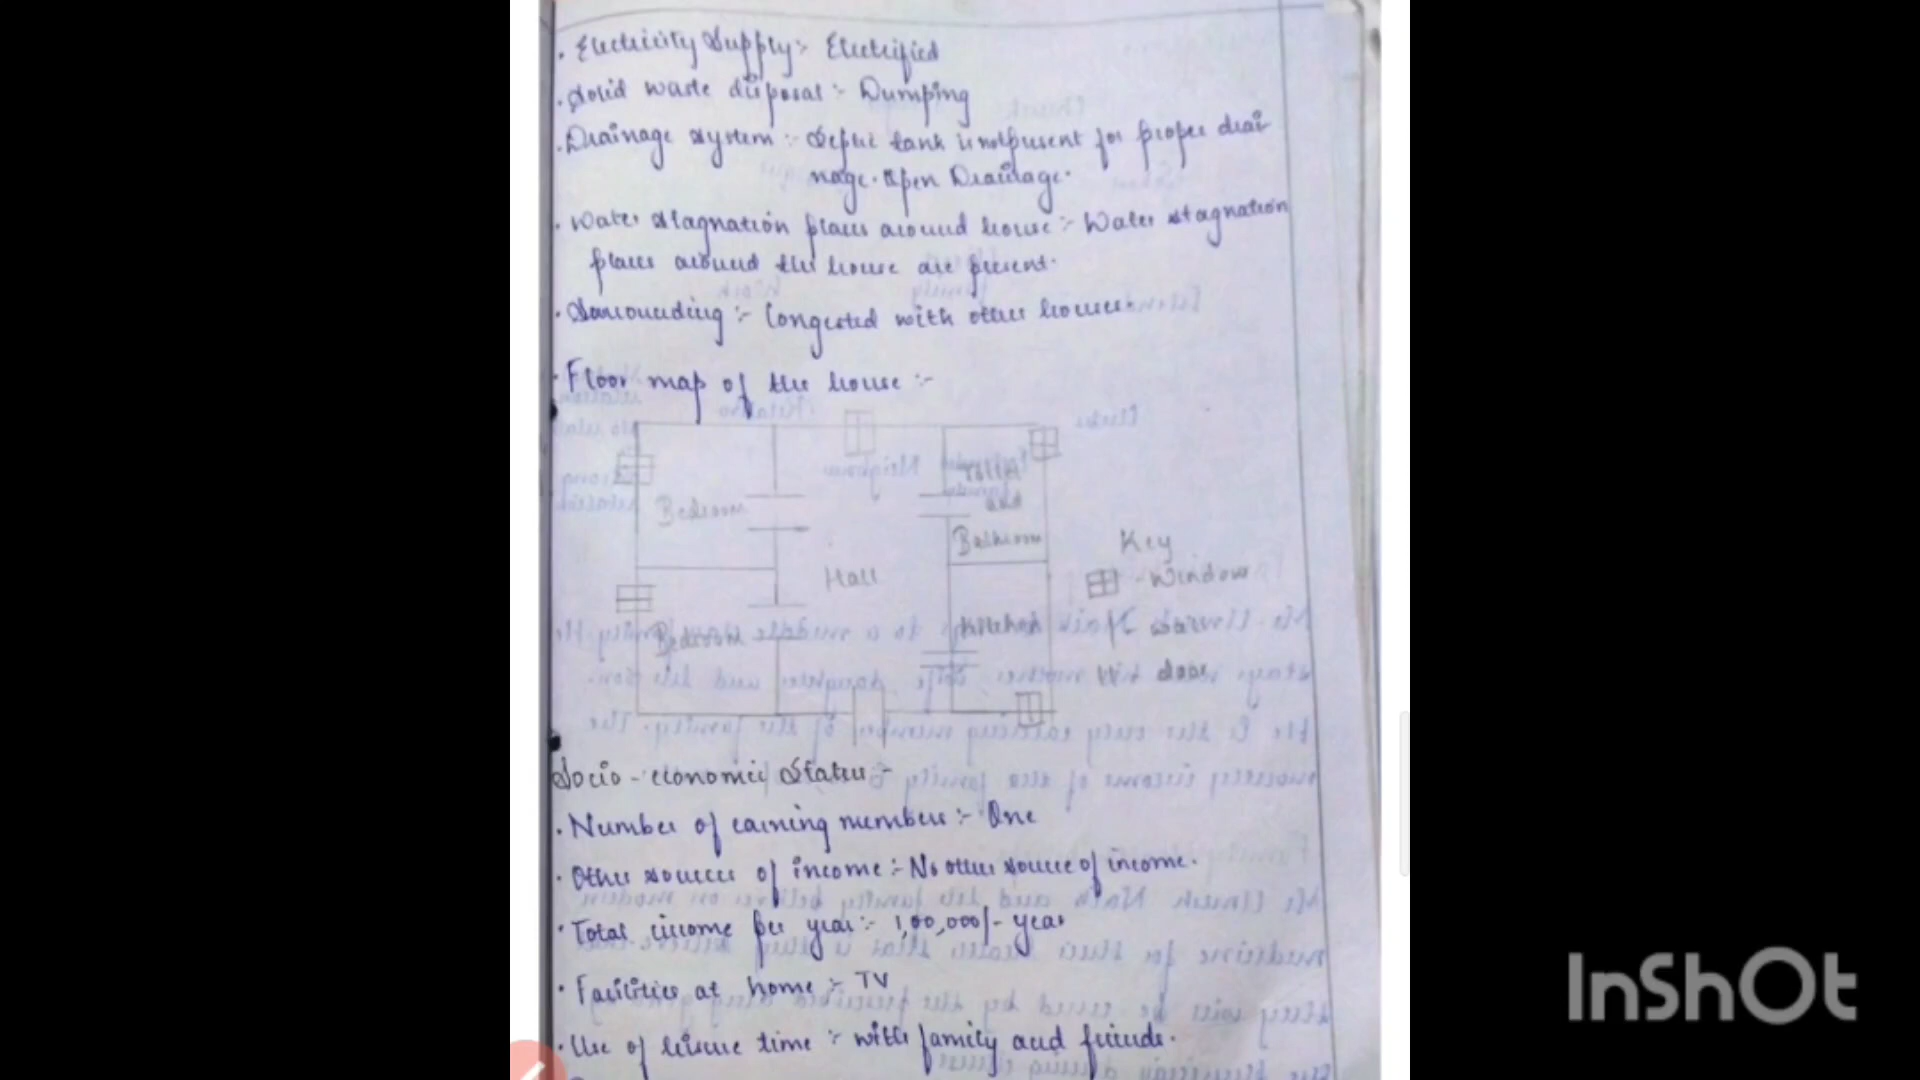 . Electricity Supply :- Electrified
. Solid waste disposal :- Dumping
. Drainage System :- Septic tank is not present for proper drai
nage. Open Drainage.
. Water stagnation places around house :- Water stagnation
places around the house are present.
. Surrounding :- Congested with other houses.
. Floor map of the house :-
Toilet
and
Bathroom
Bedroom
Hall
Kitchen
Bedroom
Key
- Window
- door
Socio-economic Status :-
. Number of earning members :- One
. Other sources of income :- No other source of income.
. Total income per year :- 1,00,000/- year
. Facilities at home :- TV
. Use of leisure time :- with family and friends.
InShOt